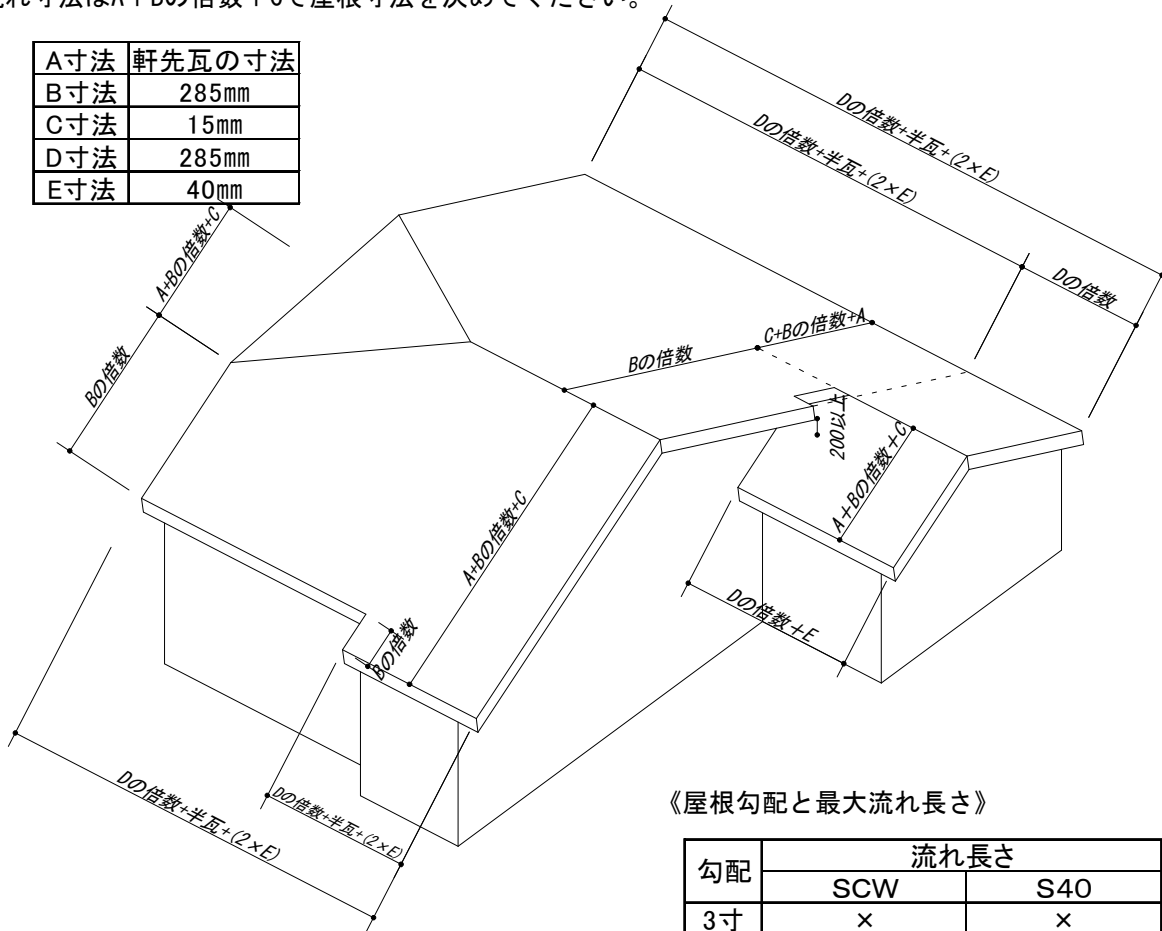 流れ寸法はA+Bの倍数+Cで屋根寸法を決めてください。
A寸法 軒先瓦の寸法
B寸法 285mm
C寸法 15mm
D寸法 285mm
E寸法 40mm
Dの倍数+半瓦+(2×E)
Dの倍数+半瓦+(2×E)
Dの倍数
A+Bの倍数+C
Bの倍数
C+Bの倍数+A
Bの倍数
200以上
A+Bの倍数+C
A+Bの倍数+C
Bの倍数
Dの倍数+E
Dの倍数+半瓦+(2×E)
Dの倍数+半瓦+(2×E)
《屋根勾配と最大流れ長さ》
勾配 流れ長さ
SCW S40
3寸 × ×